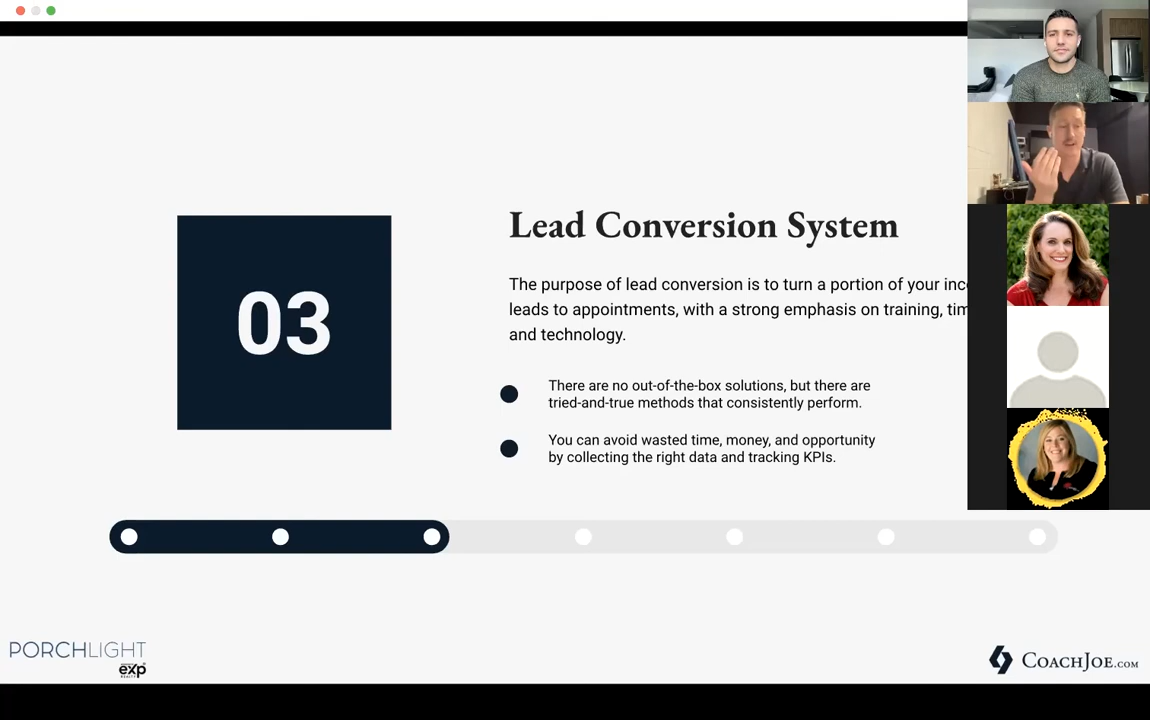 03
Lead Conversion System
The purpose of lead conversion is to turn a portion of your
leads to appointments, with a strong emphasis on training,
and technology.
There are no out-of-the-box solutions, but there are
tried-and-true methods that consistently perform.
You can avoid wasted time, money, and opportunity
by collecting the right data and tracking KPIs.
PORCHLIGHT
exp
REALTY
COACHJOE.COM